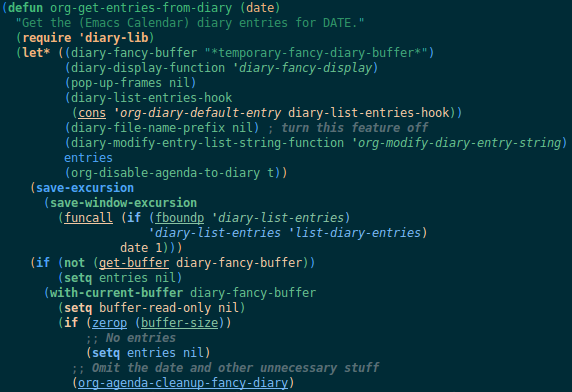 (defun org-get-entries-from-diary (date)
  "Get the (Emacs Calendar) diary entries for DATE."
  (require 'diary-lib)
  (let* ((diary-fancy-buffer "*temporary-fancy-diary-buffer*")
         (diary-display-function 'diary-fancy-display)
         (pop-up-frames nil)
         (diary-list-entries-hook
          (cons 'org-diary-default-entry diary-list-entries-hook))
         (diary-file-name-prefix nil) ; turn this feature off
         (diary-modify-entry-list-string-function 'org-modify-diary-entry-string)
         entries
         (org-disable-agenda-to-diary t))
    (save-excursion
      (save-window-excursion
        (funcall (if (fboundp 'diary-list-entries)
                     'diary-list-entries 'list-diary-entries)
                 date 1)))
    (if (not (get-buffer diary-fancy-buffer))
        (setq entries nil)
      (with-current-buffer diary-fancy-buffer
        (setq buffer-read-only nil)
        (if (zerop (buffer-size))
            ;; No entries
            (setq entries nil)
          ;; Omit the date and other unnecessary stuff
          (org-agenda-cleanup-fancy-diary)